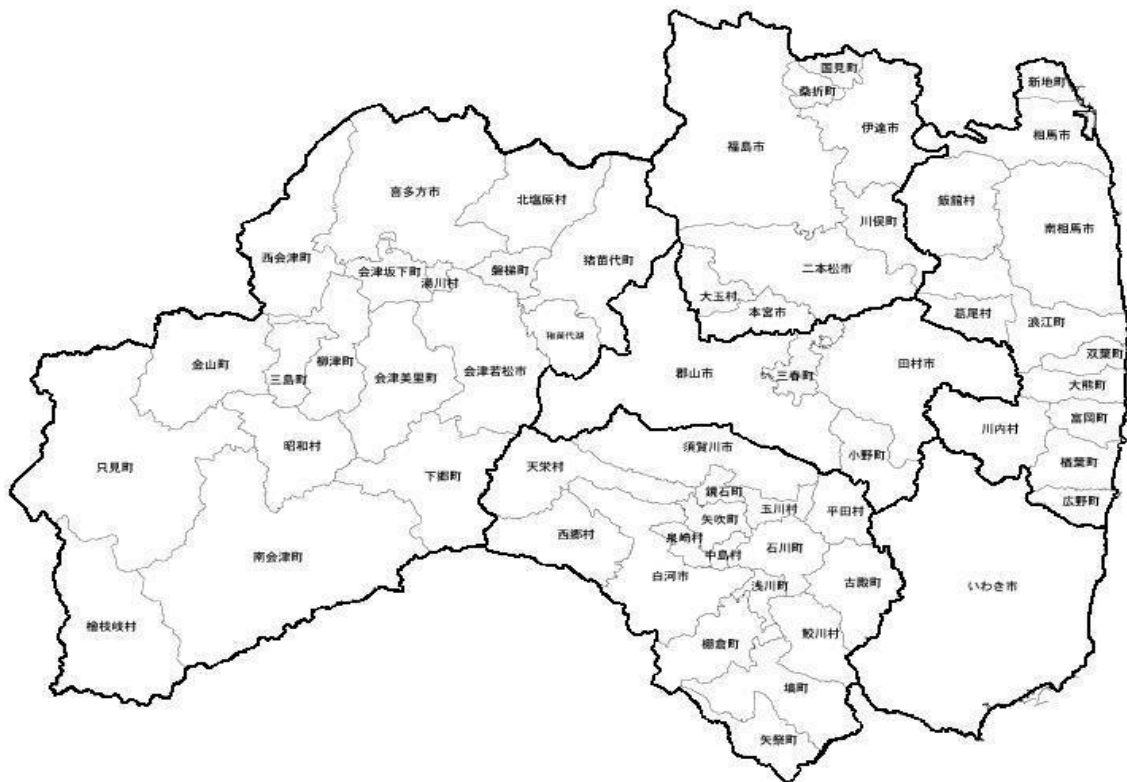 国見町
新地町
桑折町
伊達市
相馬市
福島市
喜多方市
北塩原村
飯舘村
川俣町
南相馬市
西会津町
会津坂下町
湯川村
磐梯町
猪苗代町
二本松市
大玉村
本宮市
葛尾村
浪江町
猪苗代湖
双葉町
金山町
三島町
柳津町
会津美里町
会津若松市
郡山市
三春町
田村市
大熊町
富岡町
川内村
昭和村
須賀川市
小野町
只見町
下郷町
天栄村
楢葉町
鏡石町
広野町
玉川村
平田村
矢吹町
西郷村
泉崎村
中島村
石川町
南会津町
白河市
浅川町
古殿町
いわき市
檜枝岐村
鮫川村
棚倉町
塙町
矢祭町